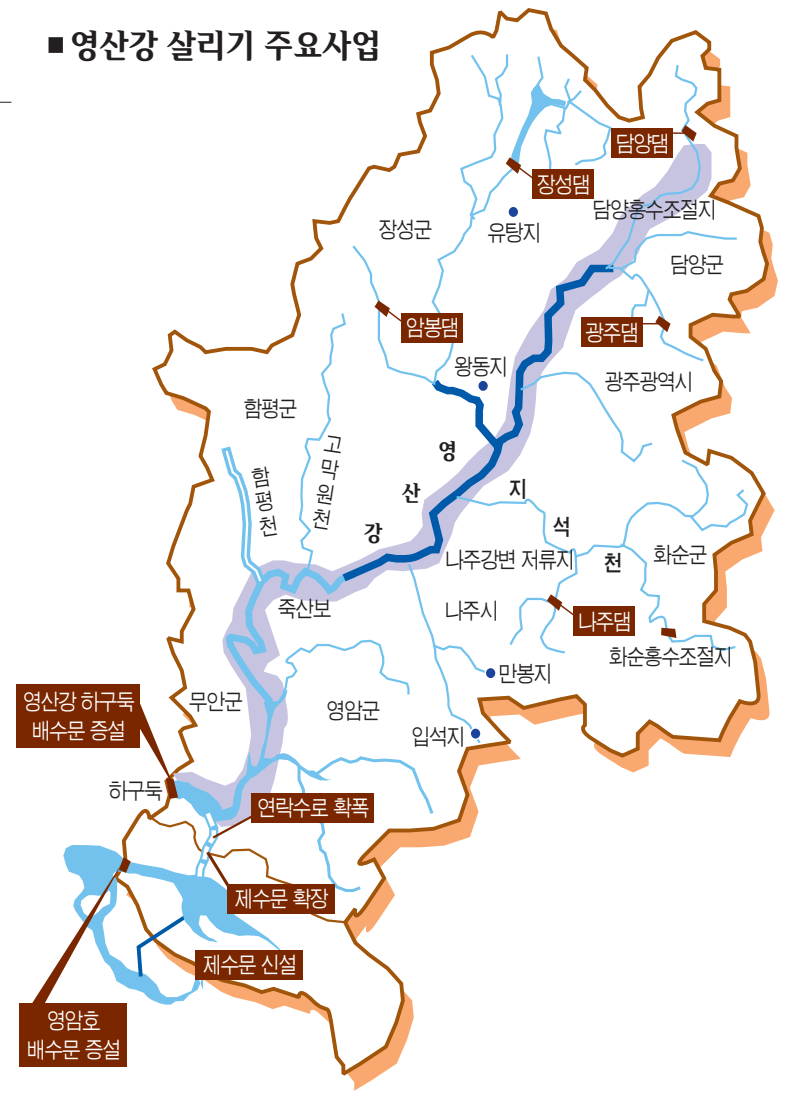 ■ 영산강 살리기 주요사업
담양댐
장성댐
담양홍수조절지
장성군
유탕지
담양군
암봉댐
광주댐
왕동지
광주광역시
함평군
고막원천
함평천
영산강
지석천
나주강변 저류지
화순군
죽산보
나주시
나주댐
화순홍수조절지
만봉지
무안군
영암군
입석지
영산강 하구둑
배수문 증설
하구둑
연락수로 확폭
제수문 확장
제수문 신설
영암호
배수문 증설